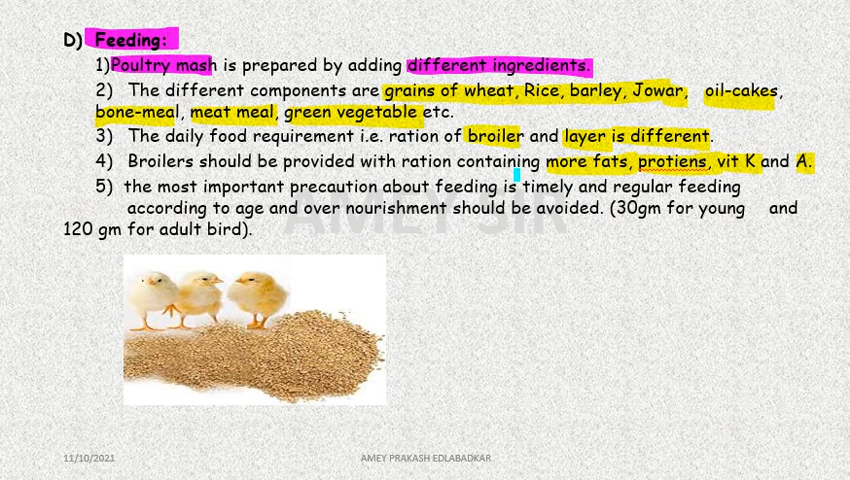 D) Feeding:
1)Poultry mash is prepared by adding different ingredients.
2) The different components are grains of wheat, Rice, barley, Jowar, oil-cakes,
bone-meal, meat meal, green vegetable etc.
3) The daily food requirement i.e. ration of broiler and layer is different.
4) Broilers should be provided with ration containing more fats, protiens, vit K and A.
5) the most important precaution about feeding is timely and regular feeding
according to age and over nourishment should be avoided. (30gm for young and
120 gm for adult bird).
AMEY SIR
11/10/2021 AMEY PRAKASH EDLABADKAR